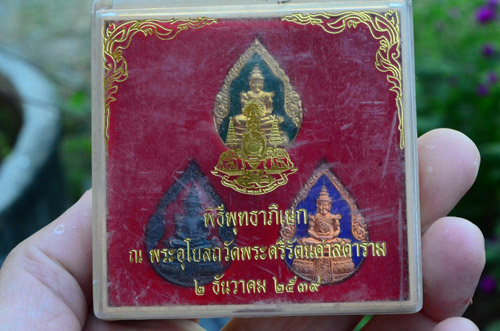 พิธีพุทธาภิเษก
ณ พระอุโบสถวัดพระศรีรัตนศาสดาราม
๒ ธันวาคม ๒๕๓๙